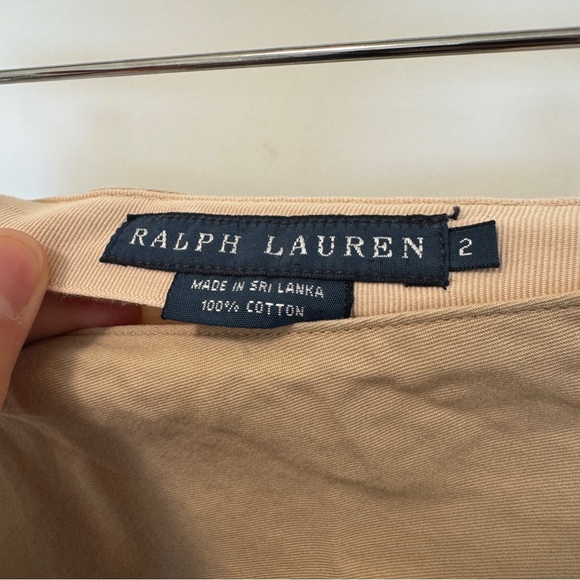 RALPH LAUREN 2
MADE IN SRI LANKA
100% COTTON